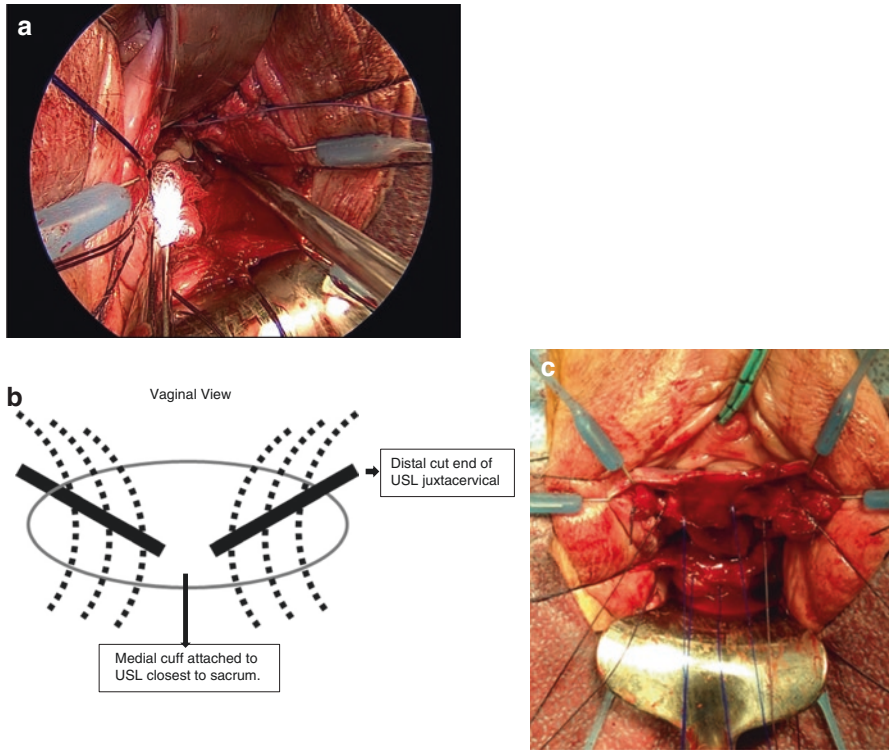 a
b
Vaginal View
Distal cut end of
USL juxtacervical
Medial cuff attached to
USL closest to sacrum.
c